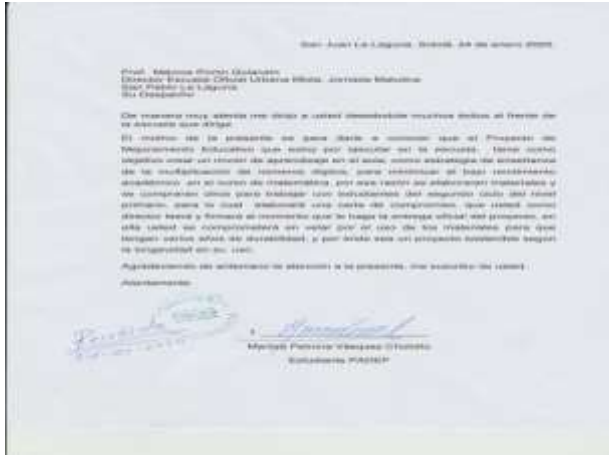 San Juan La Laguna, Sololá, 24 de enero 2020.
Prof.
Director Escuela Oficial Urbana Mixta, Jornada Matutina
San Pablo La Laguna
Su Despacho
De manera muy atenta me dirijo a usted deseándole muchos éxitos al frente de
la escuela que dirige.
El motivo de la presente es para darle a conocer que el Proyecto de
Mejoramiento Educativo que estoy por ejecutar en la escuela, tiene como
objetivo crear un rincón de aprendizaje en el aula, como estrategia de enseñanza
de la multiplicación de números dígitos, para minimizar el bajo rendimiento
académico en el curso de matemática, por esa razón se elaboraran materiales y
se compraran otros para trabajar con estudiantes del segundo ciclo del nivel
primario, para lo cual elaboraré una carta de compromiso, que usted como
director leerá y firmará al momento que le haga la entrega oficial del proyecto, en
ella usted se comprometerá en velar por el uso de los materiales para que
tengan varios años de durabilidad, y por ende sea un proyecto sostenible según
la longevidad en su uso.
Agradeciendo de antemano la atención a la presente, me suscribo de usted.
Atentamente.
Recibido
Vásquez
Estudiante PADEP